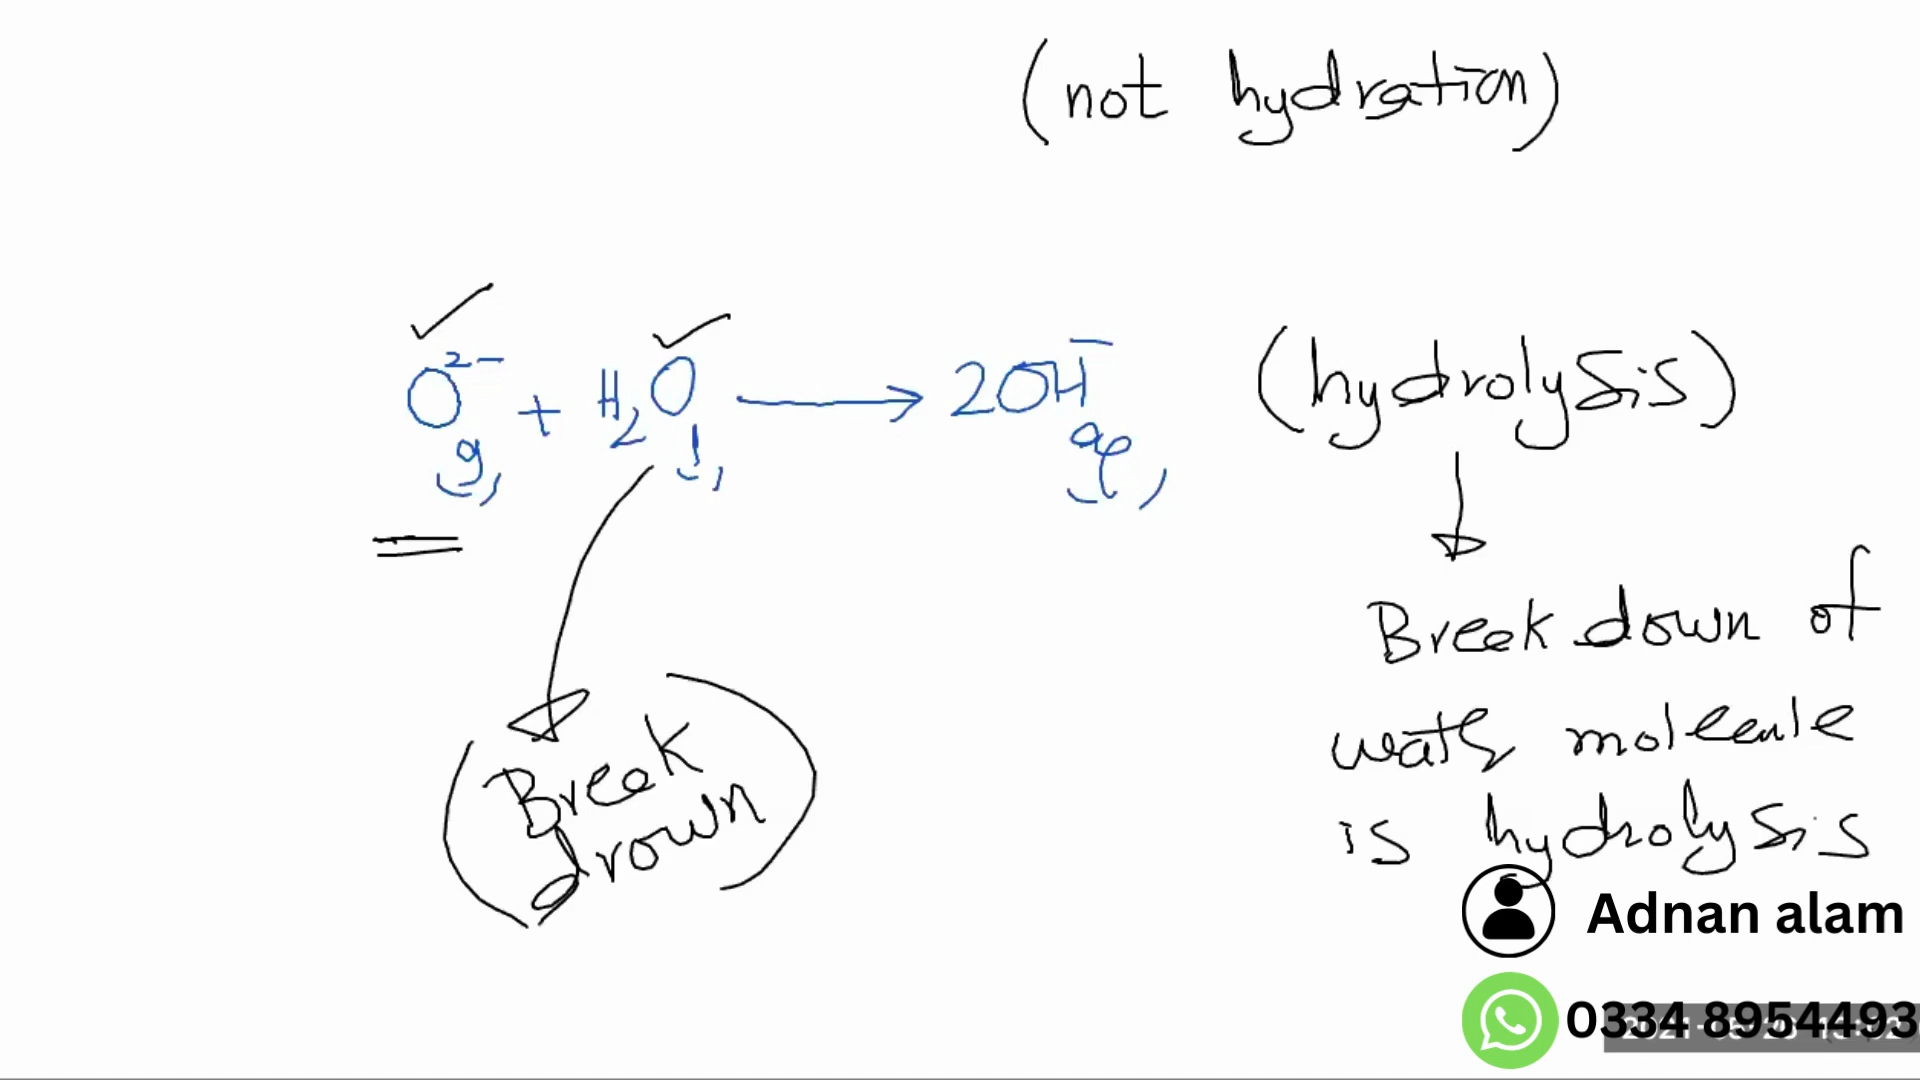 (not hydration)
O²⁻(g) + H₂O(l) ⟶ 2OH⁻(aq) (hydrolysis)
Break down of
water molecule
is hydrolysis
(Break
drown)
Adnan alam
0334 8954493